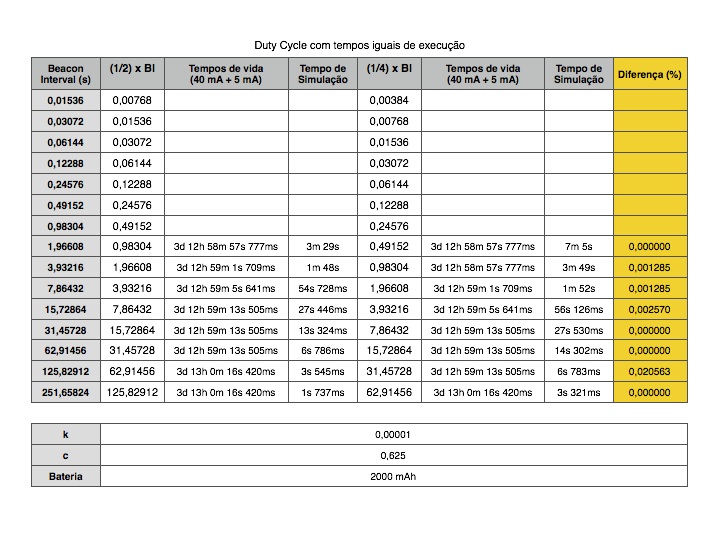 Duty Cycle com tempos iguais de execução
Beacon Interval (s) (1/2) x BI Tempos de vida (40 mA + 5 mA) Tempo de Simulação (1/4) x BI Tempos de vida (40 mA + 5 mA) Tempo de Simulação Diferença (%)
0,01536 0,00768 0,00384
0,03072 0,01536 0,00768
0,06144 0,03072 0,01536
0,12288 0,06144 0,03072
0,24576 0,12288 0,06144
0,49152 0,24576 0,12288
0,98304 0,49152 0,24576
1,96608 0,98304 3d 12h 58m 57s 777ms 3m 29s 0,49152 3d 12h 58m 57s 777ms 7m 5s 0,000000
3,93216 1,96608 3d 12h 59m 1s 709ms 1m 48s 0,98304 3d 12h 58m 57s 777ms 3m 49s 0,001285
7,86432 3,93216 3d 12h 59m 5s 641ms 54s 728ms 1,96608 3d 12h 59m 1s 709ms 1m 52s 0,001285
15,72864 7,86432 3d 12h 59m 13s 505ms 27s 446ms 3,93216 3d 12h 59m 5s 641ms 56s 126ms 0,002570
31,45728 15,72864 3d 12h 59m 13s 505ms 13s 324ms 7,86432 3d 12h 59m 13s 505ms 27s 530ms 0,000000
62,91456 31,45728 3d 12h 59m 13s 505ms 6s 786ms 15,72864 3d 12h 59m 13s 505ms 14s 302ms 0,000000
125,82912 62,91456 3d 13h 0m 16s 420ms 3s 545ms 31,45728 3d 12h 59m 13s 505ms 6s 783ms 0,020563
251,65824 125,82912 3d 13h 0m 16s 420ms 1s 737ms 62,91456 3d 13h 0m 16s 420ms 3s 321ms 0,000000
k 0,00001
c 0,625
Bateria 2000 mAh